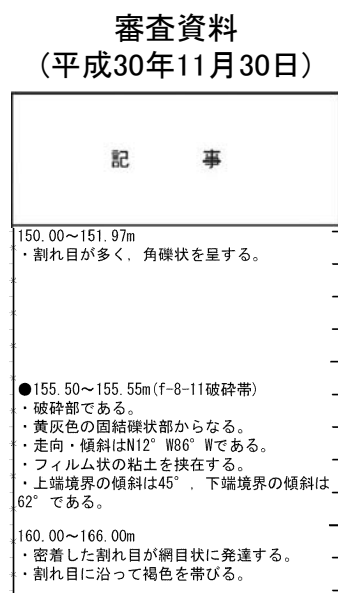 審査資料
(平成30年11月30日)
記 事
150.00～151.97m
・割れ目が多く，角礫状を呈する。
●155.50～155.55m(f-8-11破砕帯)
・破砕部である。
・黄灰色の固結礫状部からなる。
・走向・傾斜はN12°W86°Wである。
・フィルム状の粘土を挟在する。
・上端境界の傾斜は45°，下端境界の傾斜は
62°である。
160.00～166.00m
・密着した割れ目が網目状に発達する。
・割れ目に沿って褐色を帯びる。